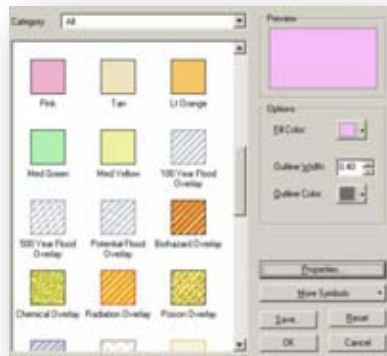 Category: All
Preview
Pink Tan Lt Orange
Options
Fill Color:
Med Green Med Yellow 100 Year Flood
Overlay
Outline Width: 0.40
Outline Color:
500 Year Flood Potential Flood Biohazard Overlay
Overlay Overlay
Properties...
More Symbols
Chemical Overlay Radiation Overlay Poison Overlay
Save... Reset
OK Cancel